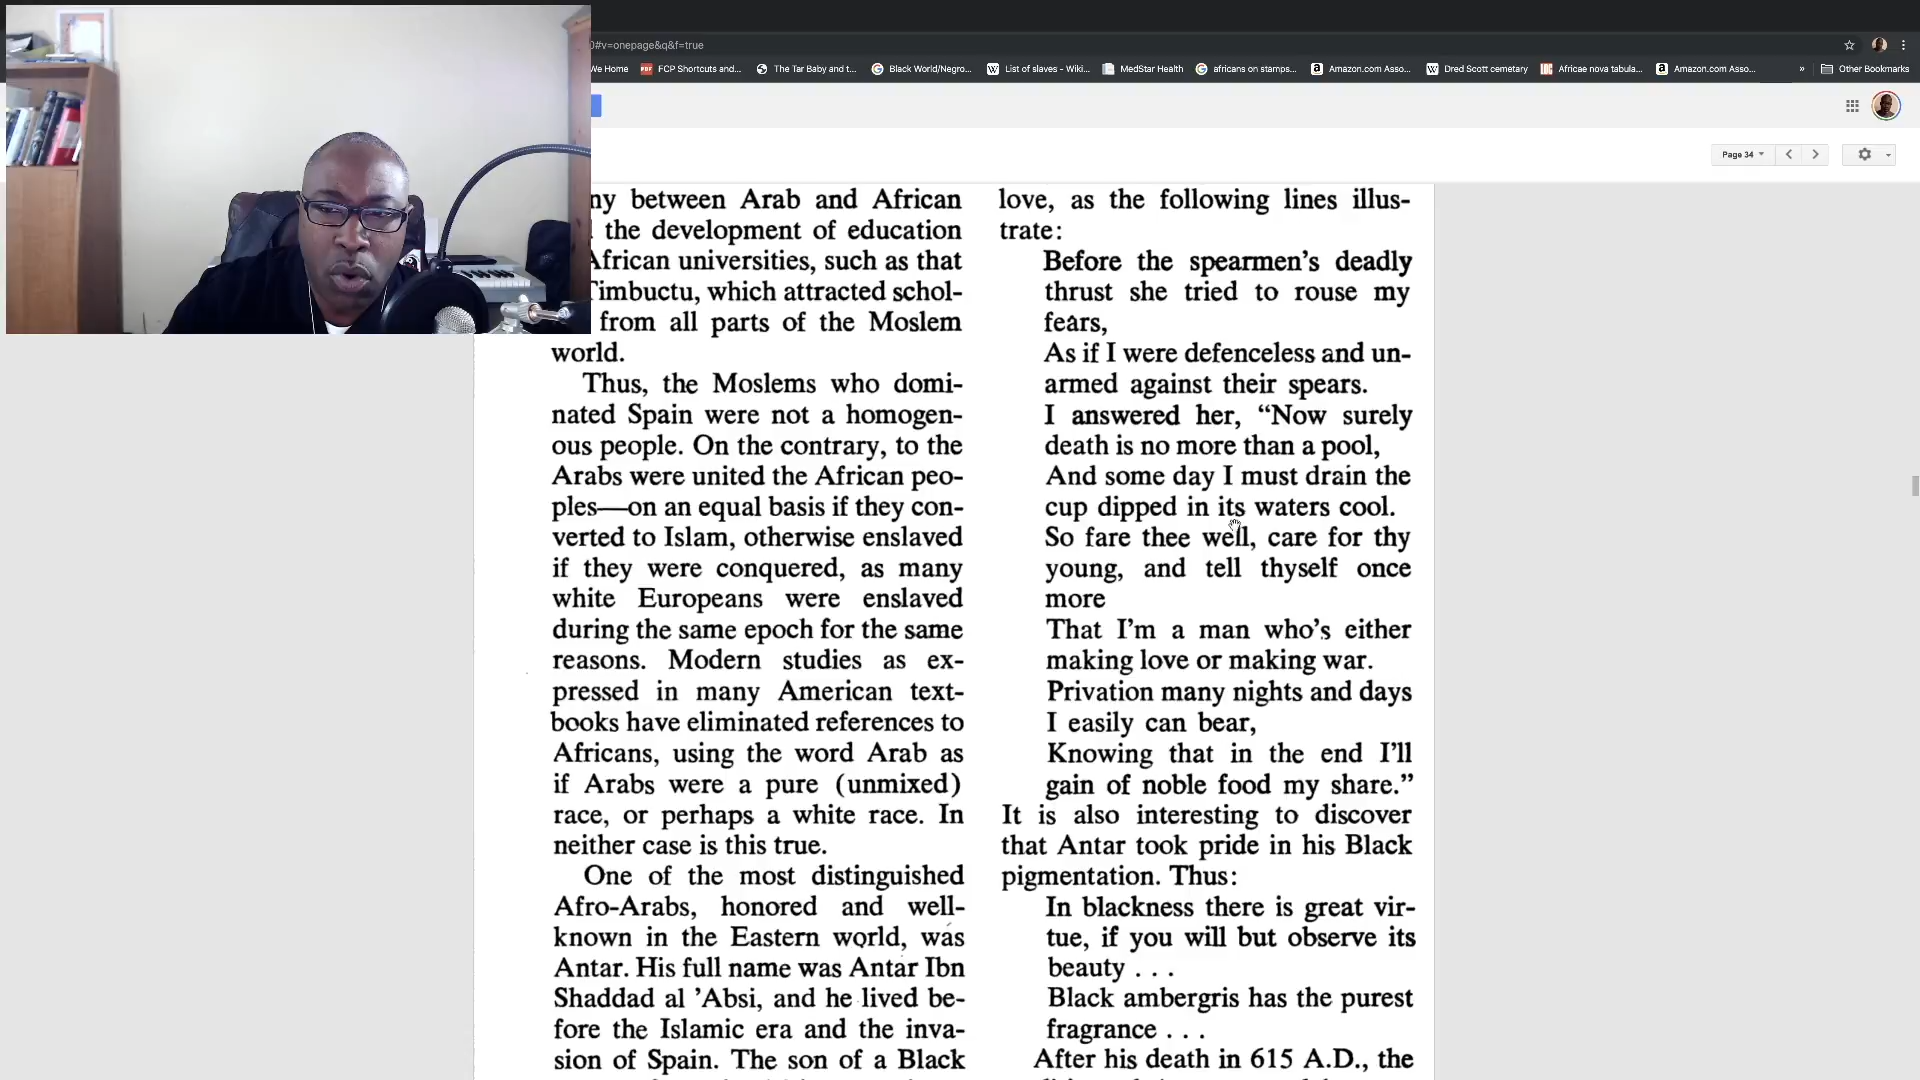 0#v=onepage&q&f=true
We Home
FCP Shortcuts and...
The Tar Baby and t...
Black World/Negro...
List of slaves - Wiki...
MedStar Health
africans on stamps...
Amazon.com Asso...
Dred Scott cemetary
Africae nova tabula...
Amazon.com Asso...
»
Other Bookmarks
Page 34
ny between Arab and African
the development of education
African universities, such as that
Timbuctu, which attracted schol-
from all parts of the Moslem
world.
Thus, the Moslems who domi-
nated Spain were not a homogen-
ous people. On the contrary, to the
Arabs were united the African peo-
ples—on an equal basis if they con-
verted to Islam, otherwise enslaved
if they were conquered, as many
white Europeans were enslaved
during the same epoch for the same
reasons. Modern studies as ex-
pressed in many American text-
books have eliminated references to
Africans, using the word Arab as
if Arabs were a pure (unmixed)
race, or perhaps a white race. In
neither case is this true.
One of the most distinguished
Afro-Arabs, honored and well-
known in the Eastern world, was
Antar. His full name was Antar Ibn
Shaddad al 'Absi, and he lived be-
fore the Islamic era and the inva-
sion of Spain. The son of a Black
love, as the following lines illus-
trate:
Before the spearmen's deadly
thrust she tried to rouse my
fears,
As if I were defenceless and un-
armed against their spears.
I answered her, "Now surely
death is no more than a pool,
And some day I must drain the
cup dipped in its waters cool.
So fare thee well, care for thy
young, and tell thyself once
more
That I'm a man who's either
making love or making war.
Privation many nights and days
I easily can bear,
Knowing that in the end I'll
gain of noble food my share."
It is also interesting to discover
that Antar took pride in his Black
pigmentation. Thus:
In blackness there is great vir-
tue, if you will but observe its
beauty . . .
Black ambergris has the purest
fragrance . . .
After his death in 615 A.D., the